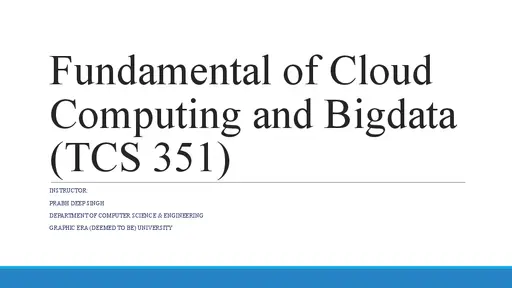 Fundamental of Cloud
Computing and Bigdata
(TCS 351)
INSTRUCTOR:
PRABH DEEP SINGH
DEPARTMENT OF COMPUTER SCIENCE & ENGINEERING
GRAPHIC ERA (DEEMED TO BE) UNIVERSITY